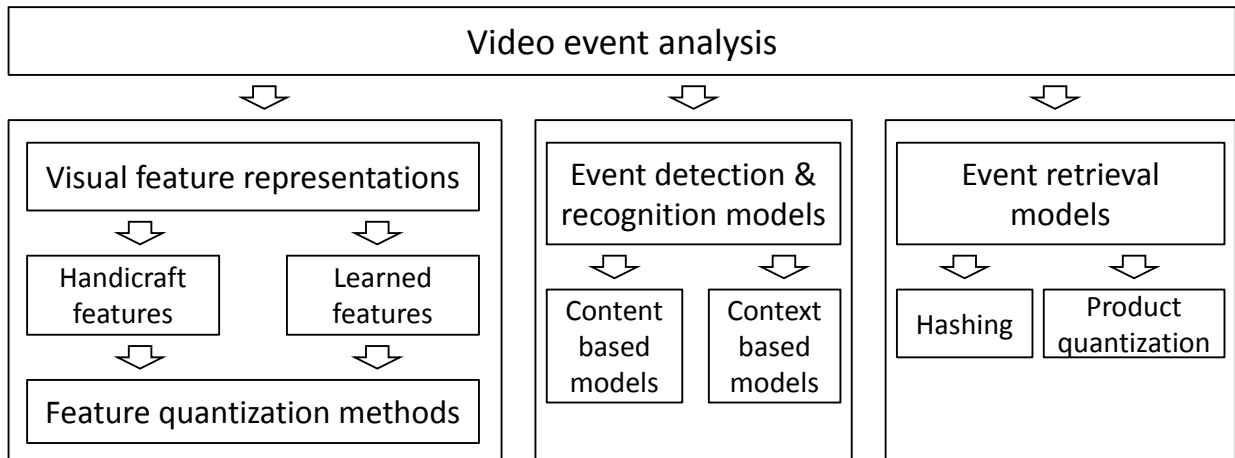 Video event analysis
Visual feature representations
Handicraft
features
Learned
features
Feature quantization methods
Event detection &
recognition models
Content
based
models
Context
based
models
Event retrieval
models
Hashing
Product
quantization